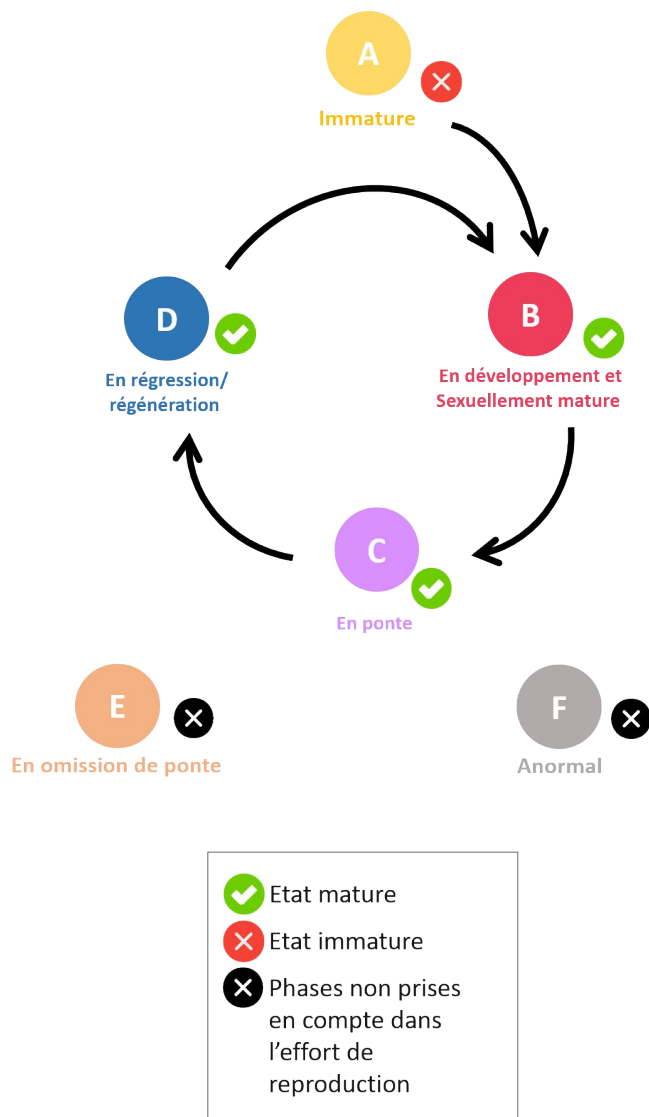 A
Immature
D
B
En régression/
régénération
En développement et
Sexuellement mature
C
En ponte
E
F
En omission de ponte
Anormal
Etat mature
Etat immature
Phases non prises
en compte dans
l'effort de
reproduction